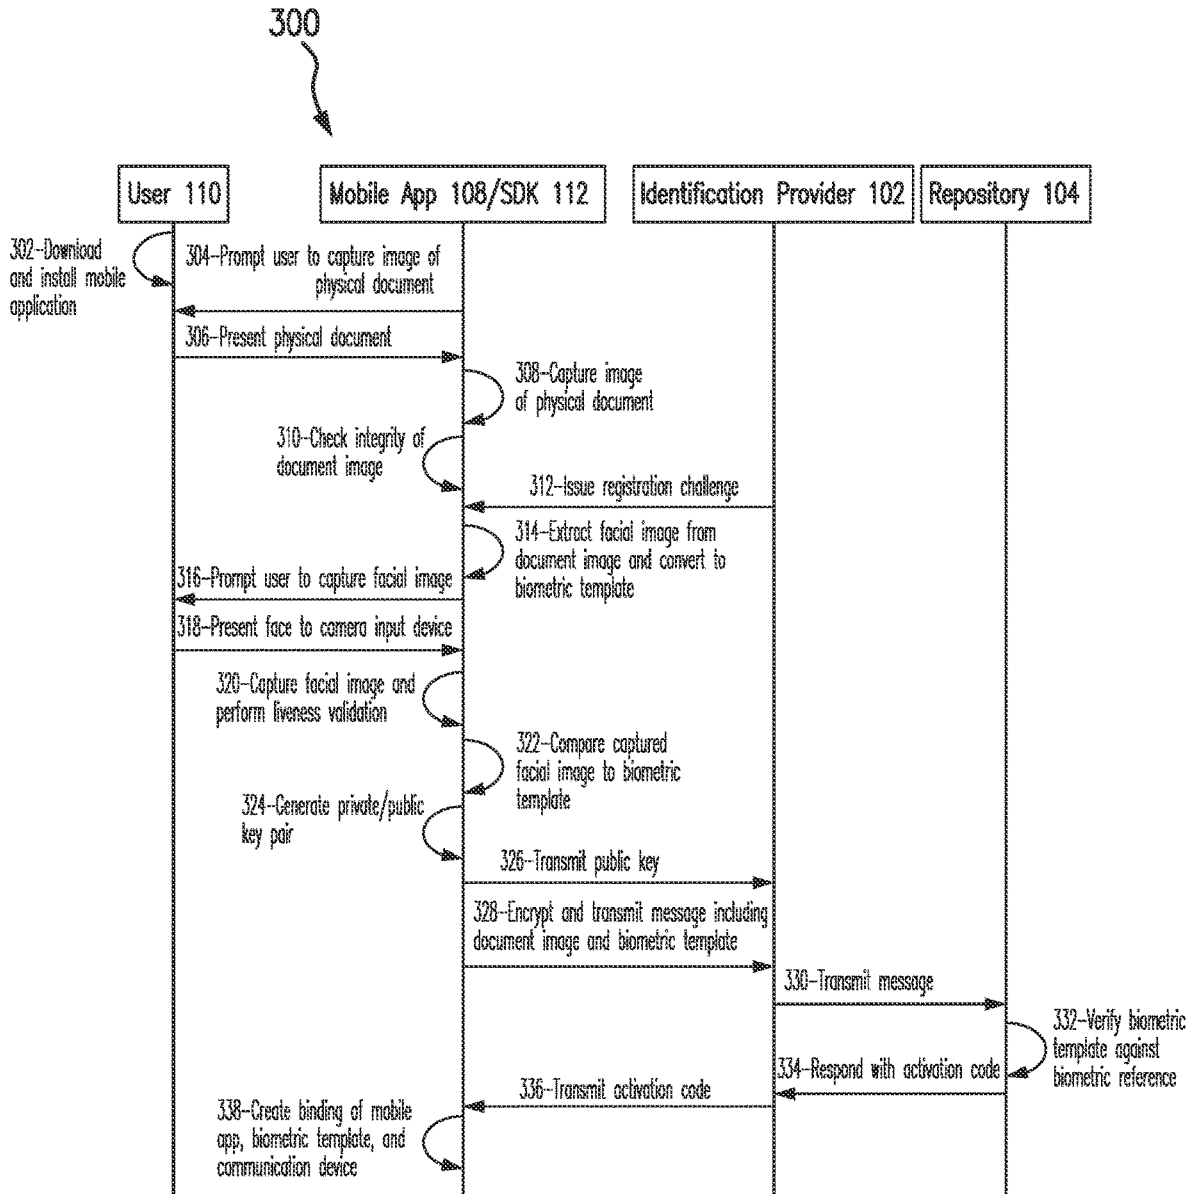 300
User 110
Mobile App 108/SDK 112
Identification Provider 102
Repository 104
302–Download
and install mobile
application
304–Prompt user to capture image of
physical document
306–Present physical document
308–Capture image
of physical document
310–Check integrity of
document image
312–Issue registration challenge
314–Extract facial image from
document image and convert to
biometric template
316–Prompt user to capture facial image
318–Present face to camera input device
320–Capture facial image and
perform liveness validation
322–Compare captured
facial image to biometric
template
324–Generate private/public
key pair
326–Transmit public key
328–Encrypt and transmit message including
document image and biometric template
330–Transmit message
332–Verify biometric
template against
biometric reference
334–Respond with activation code
336–Transmit activation code
338–Create binding of mobile
app, biometric template, and
communication device